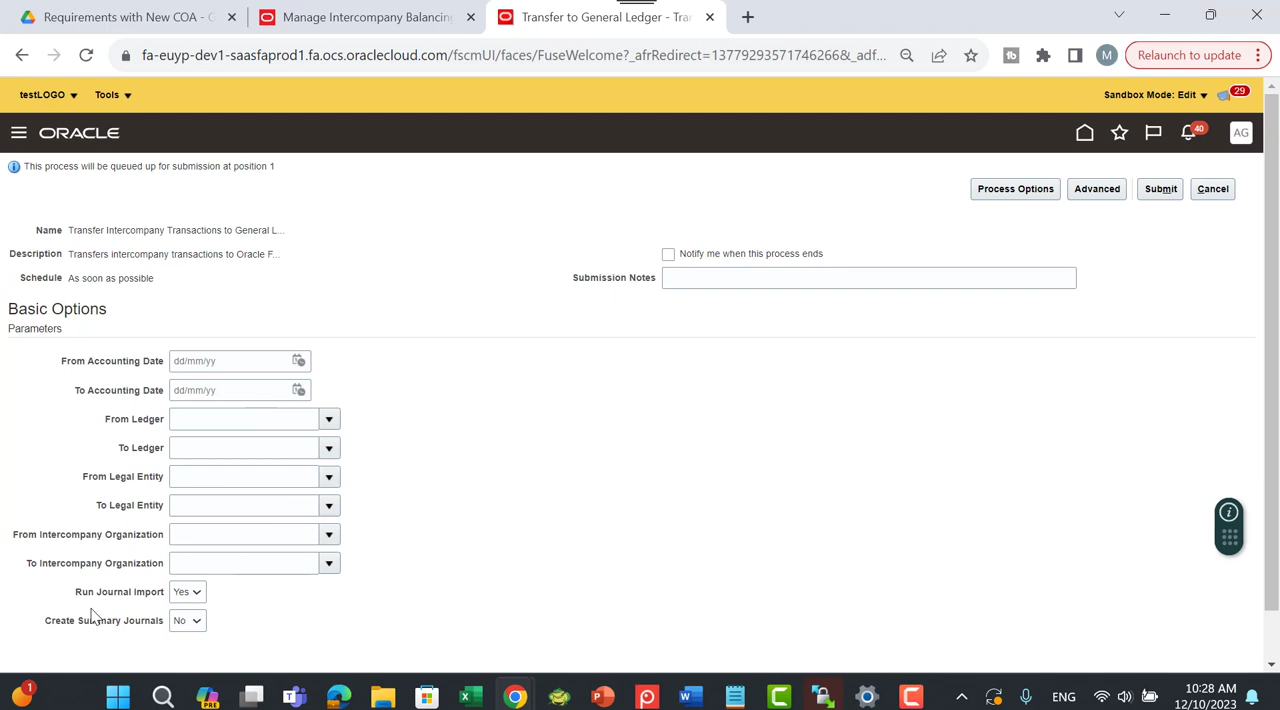 Requirements with New COA - G
Manage Intercompany Balancing
Transfer to General Ledger - Tra
fa-euyp-dev1-saasfaprod1.fa.ocs.oraclecloud.com/fscmUI/faces/FuseWelcome?_afrRedirect=13779293571746266&_adf...
M
Relaunch to update
testLOGO
Tools
Sandbox Mode: Edit
29
ORACLE
40
AG
This process will be queued up for submission at position 1
Process Options
Advanced
Submit
Cancel
Name Transfer Intercompany Transactions to General L...
Description Transfers intercompany transactions to Oracle F...
Notify me when this process ends
Schedule As soon as possible
Submission Notes
Basic Options
Parameters
From Accounting Date dd/mm/yy
To Accounting Date dd/mm/yy
From Ledger
To Ledger
From Legal Entity
To Legal Entity
From Intercompany Organization
To Intercompany Organization
Run Journal Import Yes
Create Summary Journals No
1
PRE
ENG
10:28 AM
12/10/2023